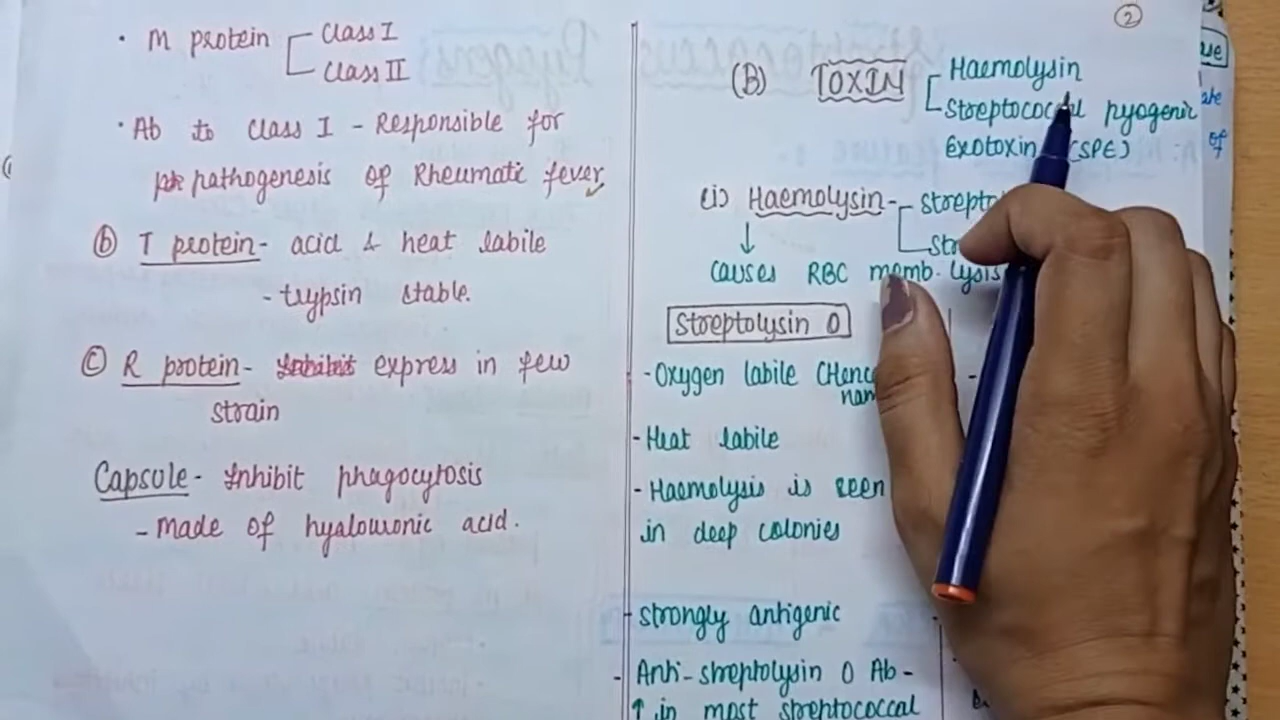 • M protein Class I
Class II
• Ab to Class I - Responsible for
pathogenesis of Rheumatic fever
(b) T protein - acid & heat labile
- trypsin stable.
(c) R protein - express in few
strain
Capsule - Inhibit phagocytosis
- Made of hyalouronic acid.
2
(B) TOXIN Haemolysin
Streptococcal pyogenic
Exotoxin (SPE)
(i) Haemolysin -
causes RBC memb. lysis
Streptolysin O
- Oxygen labile
- Heat labile
- Haemolysis is seen
in deep colonies
- strongly antigenic
- Anti-streptolysin O Ab -
↑ in most streptococcal
of